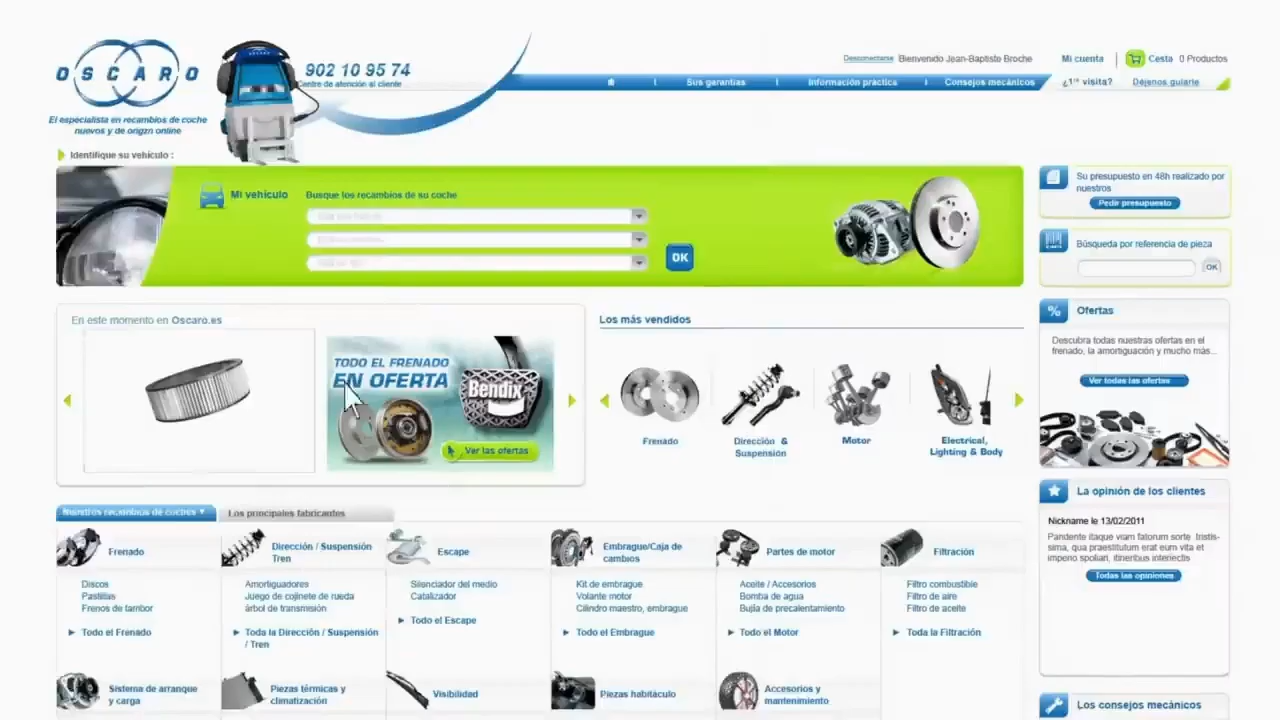 OSCARO
El especialista en recambios de coche
nuevos y de origzn online
902 10 95 74
Centre de atención al cliente
Desconectarse Bienvenido Jean-Baptiste Broche
Mi cuenta
Cesta 0 Productos
Sus garantías
Información práctica
Consejos mecánicos
¿1ra visita?
Déjenos guiarle
Identifique su vehículo :
Mi vehículo
Busque los recambios de su coche
OK
Su presupuesto en 48h realizado por
nuestros
Pedir presupuesto
Búsqueda por referencia de pieza
OK
En este momento en Oscaro.es
TODO EL FRENADO
EN OFERTA
Bendix
Ver las ofertas
Los más vendidos
Frenado
Dirección &
Suspensión
Motor
Electrical,
Lighting & Body
%
Ofertas
Descubra todas nuestras ofertas en el
frenado, la amortiguación y mucho más...
Ver todas las ofertas
La opinión de los clientes
Nickname le 13/02/2011
Pandente itaque viam fatorum sorte tristis-
sima, qua praestitutum erat eum vita et
imperio spoliari, itineribus interiectis
Todas las opiniones
Los consejos mecánicos
Nuestros recambios de coches
Los principales fabricantes
Frenado
Discos
Pastillas
Frenos de tambor
Todo el Frenado
Dirección / Suspensión
Tren
Amortiguadores
Juego de cojinete de rueda
árbol de transmisión
Toda la Dirección / Suspensión
/ Tren
Escape
Silenciador del medio
Catalizador
Todo el Escape
Embrague/Caja de
cambios
Kit de embrague
Volante motor
Cilindro maestro, embrague
Todo el Embrague
Partes de motor
Aceite / Accesorios
Bomba de agua
Bujía de precalentamiento
Todo el Motor
Filtración
Filtro combustible
Filtro de aire
Filtro de aceite
Toda la Filtración
Sistema de arranque
y carga
Piezas térmicas y
climatización
Visibilidad
Piezas habitáculo
Accesorios y
mantenimiento